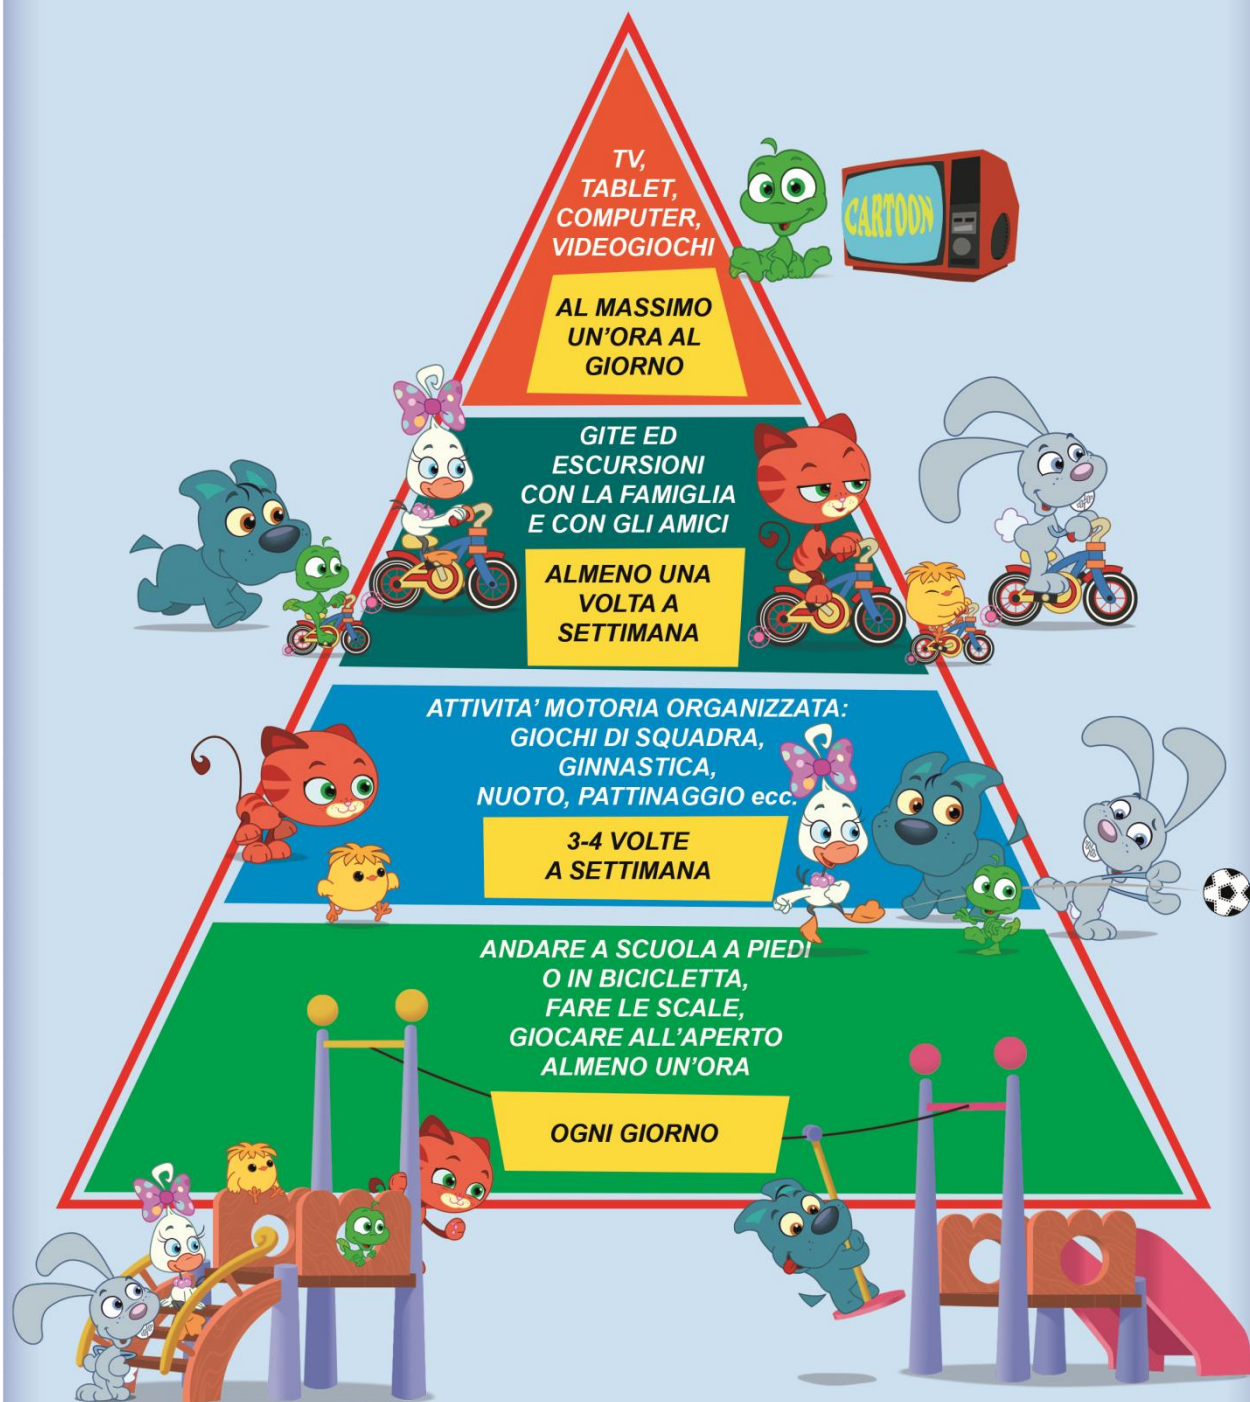 TV,
TABLET,
COMPUTER,
VIDEOGIOCHI
CARTOON
AL MASSIMO
UN'ORA AL
GIORNO
GITE ED
ESCURSIONI
CON LA FAMIGLIA
E CON GLI AMICI
ALMENO UNA
VOLTA A
SETTIMANA
ATTIVITA' MOTORIA ORGANIZZATA:
GIOCHI DI SQUADRA,
GINNASTICA,
NUOTO, PATTINAGGIO ecc.
3-4 VOLTE
A SETTIMANA
ANDARE A SCUOLA A PIEDI
O IN BICICLETTA,
FARE LE SCALE,
GIOCARE ALL'APERTO
ALMENO UN'ORA
OGNI GIORNO